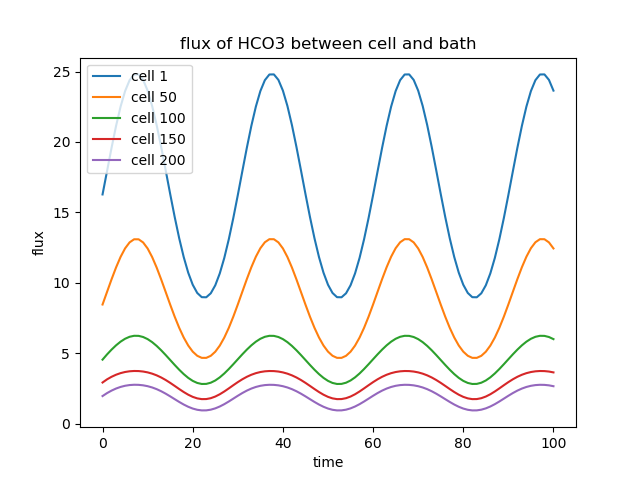 flux of HCO3 between cell and bath
cell 1
cell 50
cell 100
cell 150
cell 200
25
20
15
10
5
0
flux
0 20 40 60 80 100
time